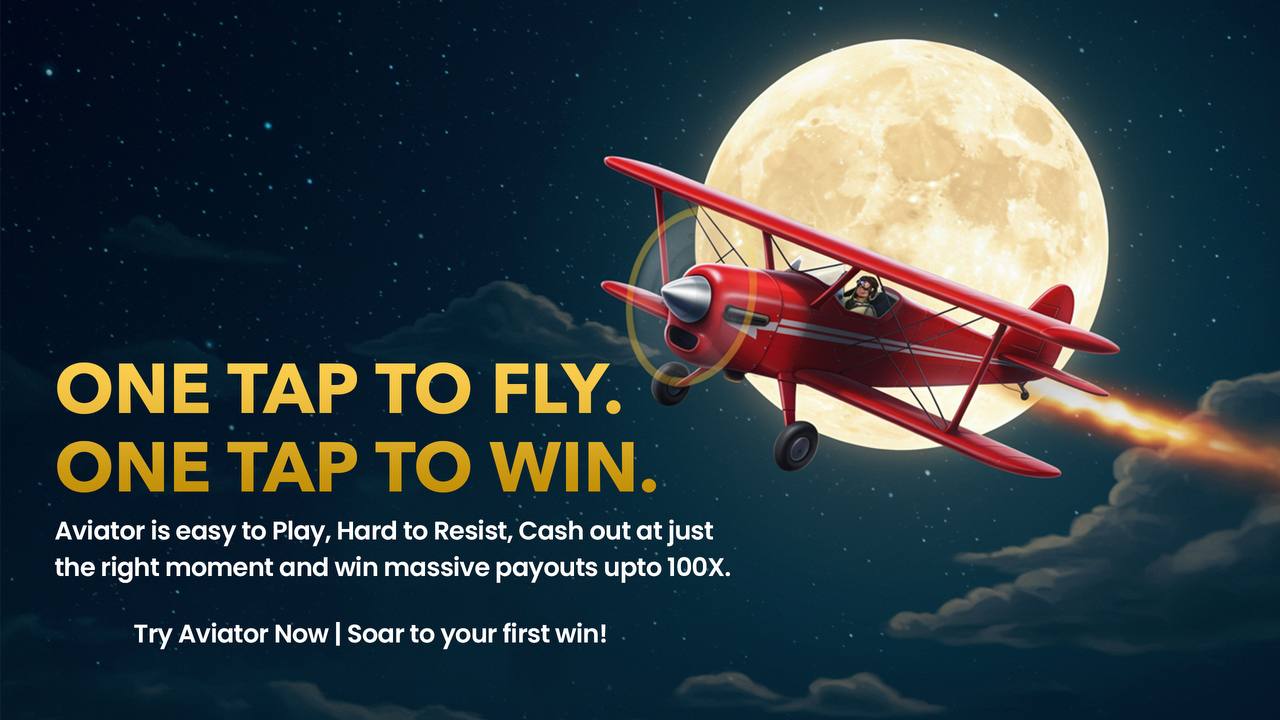 ONE TAP TO FLY.
ONE TAP TO WIN.
Aviator is easy to Play, Hard to Resist, Cash out at just
the right moment and win massive payouts upto 100X.
Try Aviator Now | Soar to your first win!